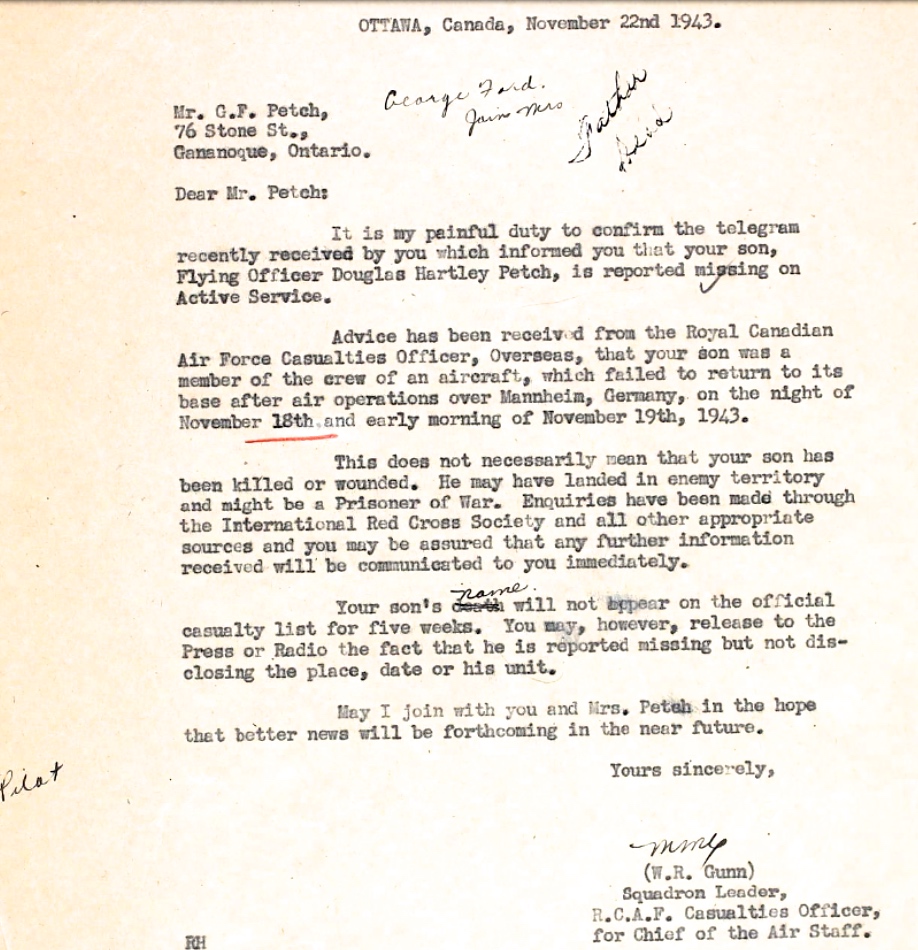 OTTAWA, Canada, November 22nd 1943.
George Ford.
Join Mrs
Father
Mr. G.F. Petch,
76 Stone St.,
Gananoque, Ontario.
Dear Mr. Petch:
It is my painful duty to confirm the telegram
recently received by you which informed you that your son,
Flying Officer Douglas Hartley Petch, is reported missing on
Active Service.
Advice has been received from the Royal Canadian
Air Force Casualties Officer, Overseas, that your son was a
member of the crew of an aircraft, which failed to return to its
base after air operations over Mannheim, Germany, on the night of
November 18th and early morning of November 19th, 1943.
This does not necessarily mean that your son has
been killed or wounded. He may have landed in enemy territory
and might be a Prisoner of War. Enquiries have been made through
the International Red Cross Society and all other appropriate
sources and you may be assured that any further information
received will be communicated to you immediately.
name.
Your son's death will not appear on the official
casualty list for five weeks. You may, however, release to the
Press or Radio the fact that he is reported missing but not dis-
closing the place, date or his unit.
May I join with you and Mrs. Petch in the hope
that better news will be forthcoming in the near future.
Yours sincerely,
Pilot
(W.R. Gunn)
Squadron Leader,
R.C.A.F. Casualties Officer,
for Chief of the Air Staff.
RH